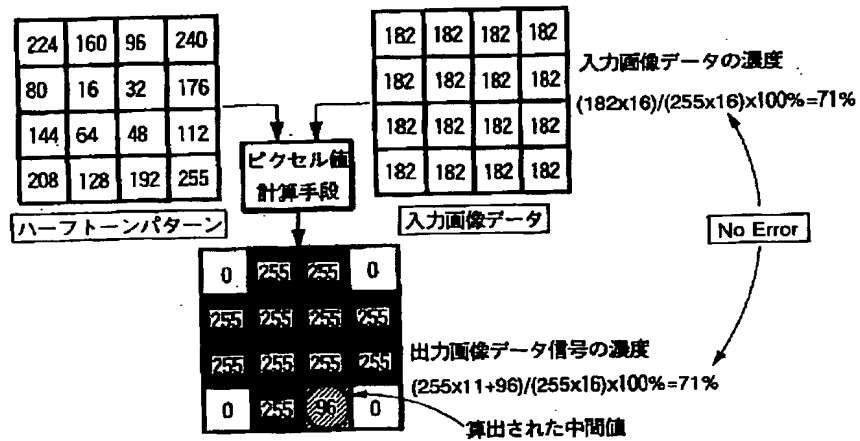 224 160 96 240
80 16 32 176
144 64 48 112
208 128 192 255
ハーフトーンパターン
182 182 182 182
182 182 182 182
182 182 182 182
182 182 182 182
入力画像データ
入力画像データの濃度
(182x16)/(255x16)x100%=71%
ピクセル値
計算手段
No Error
0 255 255 0
255 255 255 255
255 255 255 255
0 255 96 0
出力画像データ信号の濃度
(255x11+96)/(255x16)x100%=71%
算出された中間値